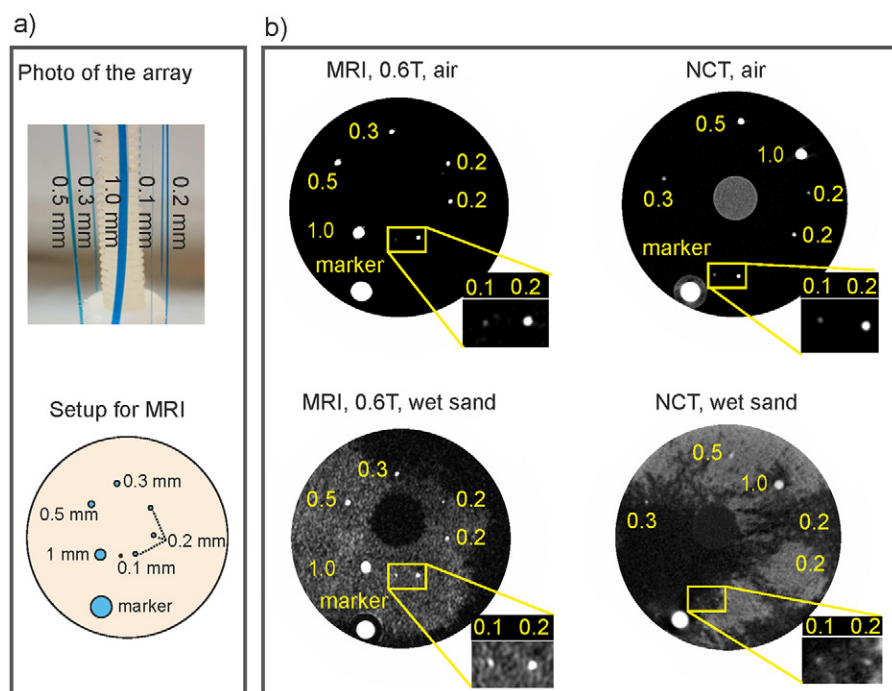 a)
Photo of the array
0.5 mm
0.3 mm
1.0 mm
0.1 mm
0.2 mm
Setup for MRI
0.3 mm
0.5 mm
0.2 mm
1 mm
0.1 mm
marker
b)
MRI, 0.6T, air
0.3
0.2
0.5
0.2
1.0
marker
0.1 0.2
NCT, air
0.5
1.0
0.3
0.2
0.2
marker
0.1 0.2
MRI, 0.6T, wet sand
0.3
0.5
0.2
0.2
1.0
marker
0.1 0.2
NCT, wet sand
0.5
1.0
0.3
0.2
0.2
0.1 0.2